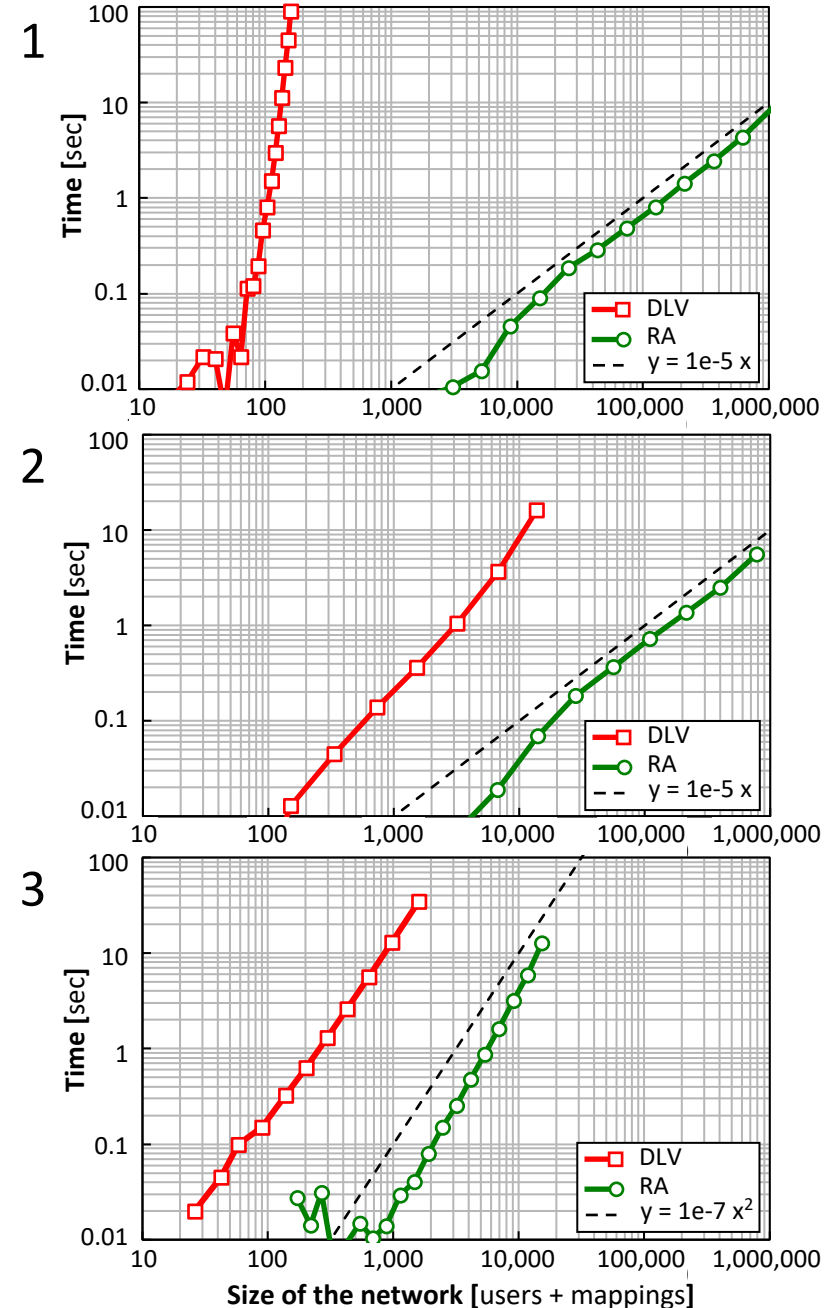 1
100
10
1
0.1
0.01
Time [sec]
DLV
RA
y = 1e-5 x
10 100 1,000 10,000 100,000 1,000,000
2
100
10
1
0.1
0.01
Time [sec]
DLV
RA
y = 1e-5 x
10 100 1,000 10,000 100,000 1,000,000
3
100
10
1
0.1
0.01
Time [sec]
DLV
RA
y = 1e-7 x²
10 100 1,000 10,000 100,000 1,000,000
Size of the network [users + mappings]